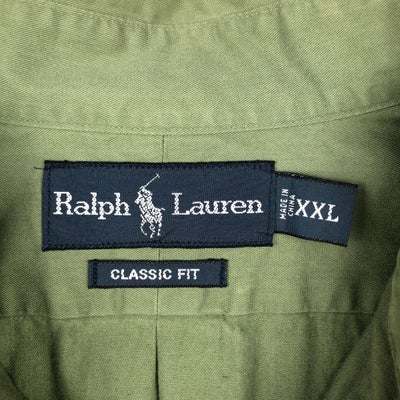 Ralph Lauren
MADE IN
CHINA
XXL
CLASSIC FIT